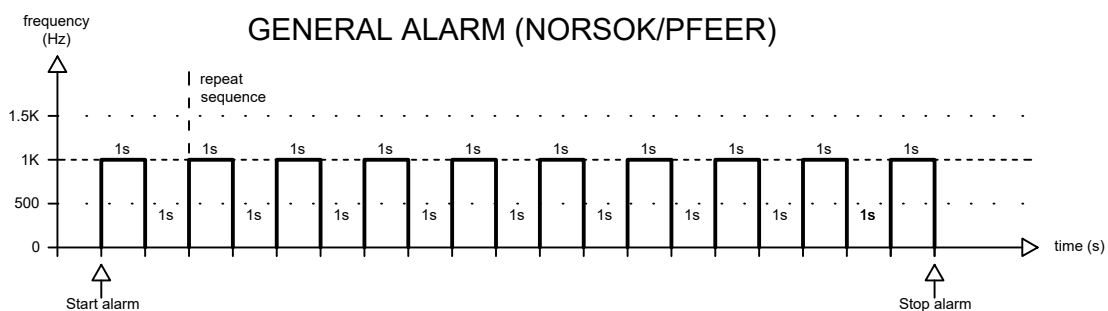 frequency
(Hz)
GENERAL ALARM (NORSOK/PFEER)
repeat
sequence
1.5K
1s 1s 1s 1s 1s 1s 1s 1s 1s 1s
1K
500
1s 1s 1s 1s 1s 1s 1s 1s 1s
0
time (s)
Start alarm
Stop alarm